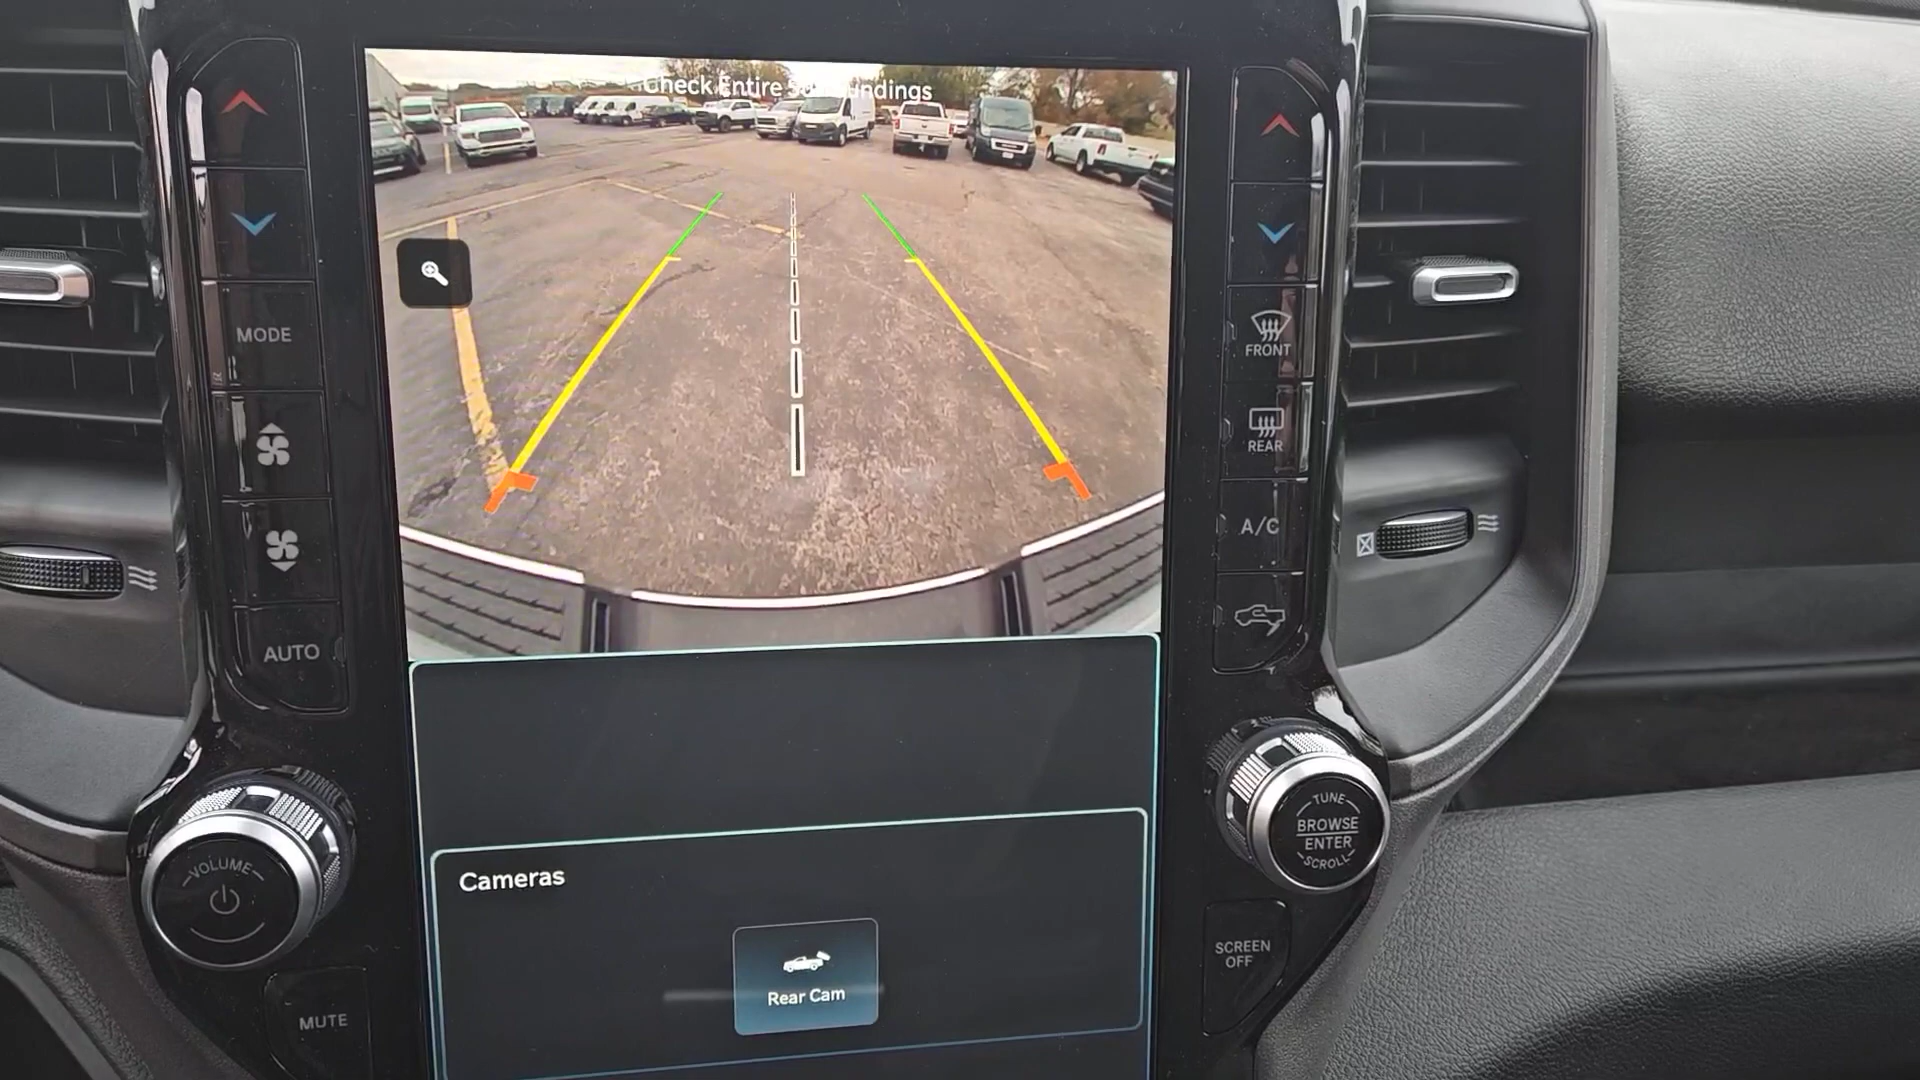 Check Entire Surroundings
MODE
AUTO
FRONT
REAR
A/C
VOLUME
MUTE
TUNE
BROWSE
ENTER
SCROLL
SCREEN
OFF
Cameras
Rear Cam